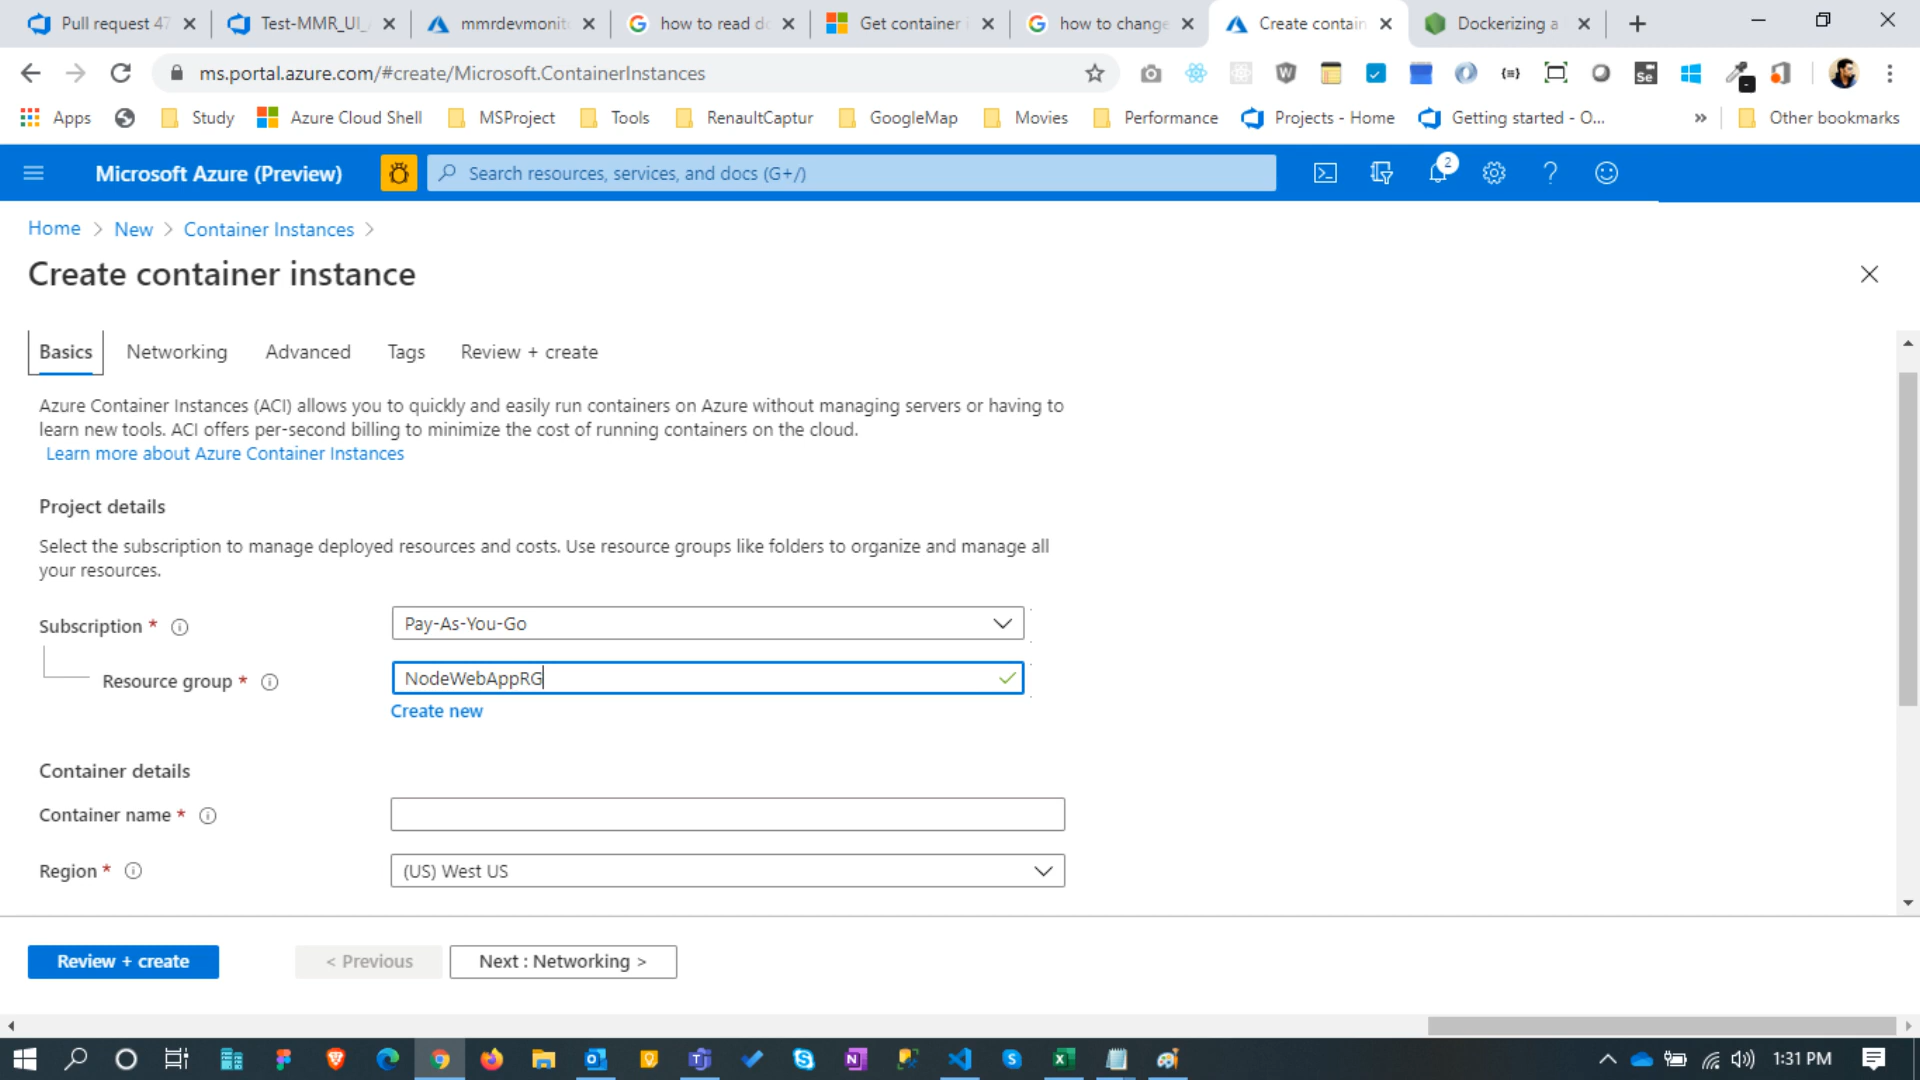 Pull request 47
Test-MMR_UI_
mmrdevmonit
how to read d
Get container i
how to change
Create contain
Dockerizing a
ms.portal.azure.com/#create/Microsoft.ContainerInstances
Apps
Study
Azure Cloud Shell
MSProject
Tools
RenaultCaptur
GoogleMap
Movies
Performance
Projects - Home
Getting started - O...
Other bookmarks
Microsoft Azure (Preview)
Search resources, services, and docs (G+/)
2
Home > New > Container Instances >
Create container instance
Basics
Networking
Advanced
Tags
Review + create
Azure Container Instances (ACI) allows you to quickly and easily run containers on Azure without managing servers or having to
learn new tools. ACI offers per-second billing to minimize the cost of running containers on the cloud.
Learn more about Azure Container Instances
Project details
Select the subscription to manage deployed resources and costs. Use resource groups like folders to organize and manage all
your resources.
Subscription *
Pay-As-You-Go
Resource group *
NodeWebAppRG
Create new
Container details
Container name *
Region *
(US) West US
Review + create
< Previous
Next : Networking >
1:31 PM